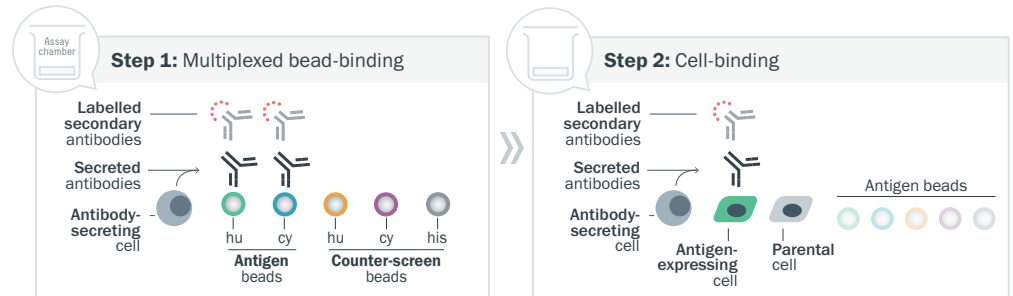 Assay
chamber
Step 1: Multiplexed bead-binding
Labelled
secondary
antibodies
Secreted
antibodies
Antibody-
secreting
cell
hu cy hu cy his
Antigen
beads
Counter-screen
beads
Step 2: Cell-binding
Labelled
secondary
antibodies
Secreted
antibodies
Antibody-
secreting
cell
Antigen-
expressing
cell
Parental
cell
Antigen beads